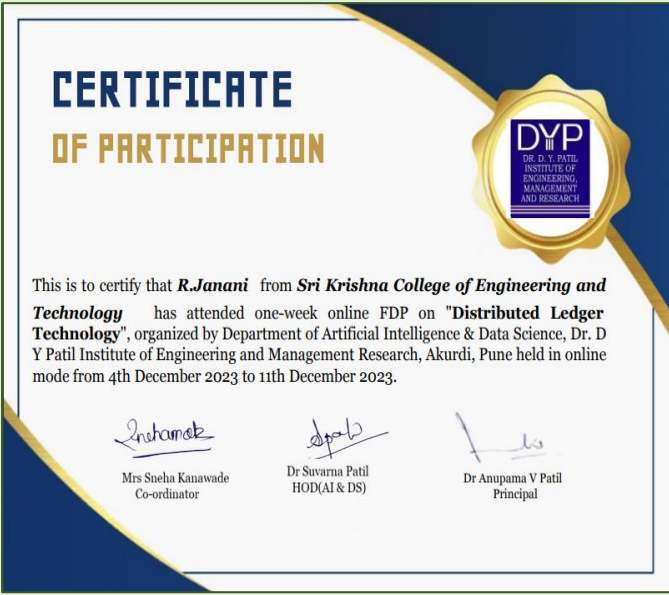 CERTIFICATE
OF PARTICIPATION
DYP
DR. D. Y. PATIL
INSTITUTE OF
ENGINEERING,
MANAGEMENT
AND RESEARCH
This is to certify that R.Janani from Sri Krishna College of Engineering and
Technology has attended one-week online FDP on "Distributed Ledger
Technology", organized by Department of Artificial Intelligence & Data Science, Dr. D
Y Patil Institute of Engineering and Management Research, Akurdi, Pune held in online
mode from 4th December 2023 to 11th December 2023.
Mrs Sneha Kanawade
Co-ordinator
Dr Suvarna Patil
HOD(AI & DS)
Dr Anupama V Patil
Principal